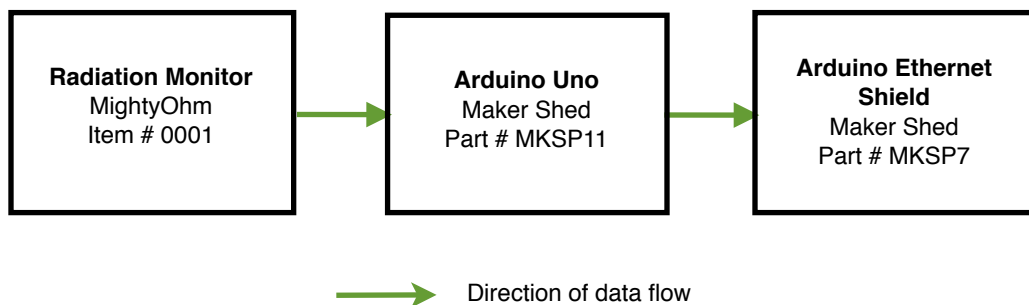 Radiation Monitor
MightyOhm
Item # 0001
Arduino Uno
Maker Shed
Part # MKSP11
Arduino Ethernet
Shield
Maker Shed
Part # MKSP7
Direction of data flow